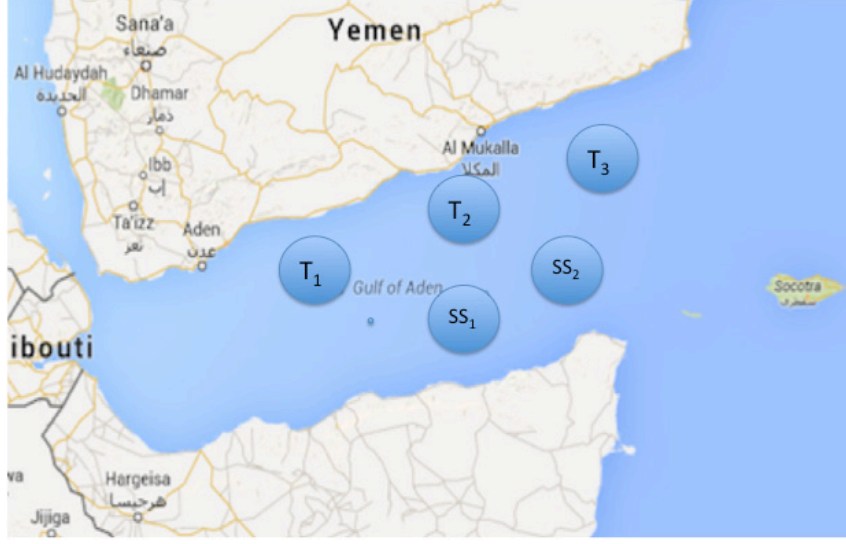 Sana'a
صنعاء
Yemen
Al Hudaydah
الحديدة
Dhamar
ذمار
Al Mukalla
المكلا
T3
Ibb
إب
T2
Ta'izz
تعز
Aden
عدن
T1
Gulf of Aden
SS2
SS1
Socotra
سقطرى
ibouti
Hargeisa
هرجيسا
wa
Jijiga